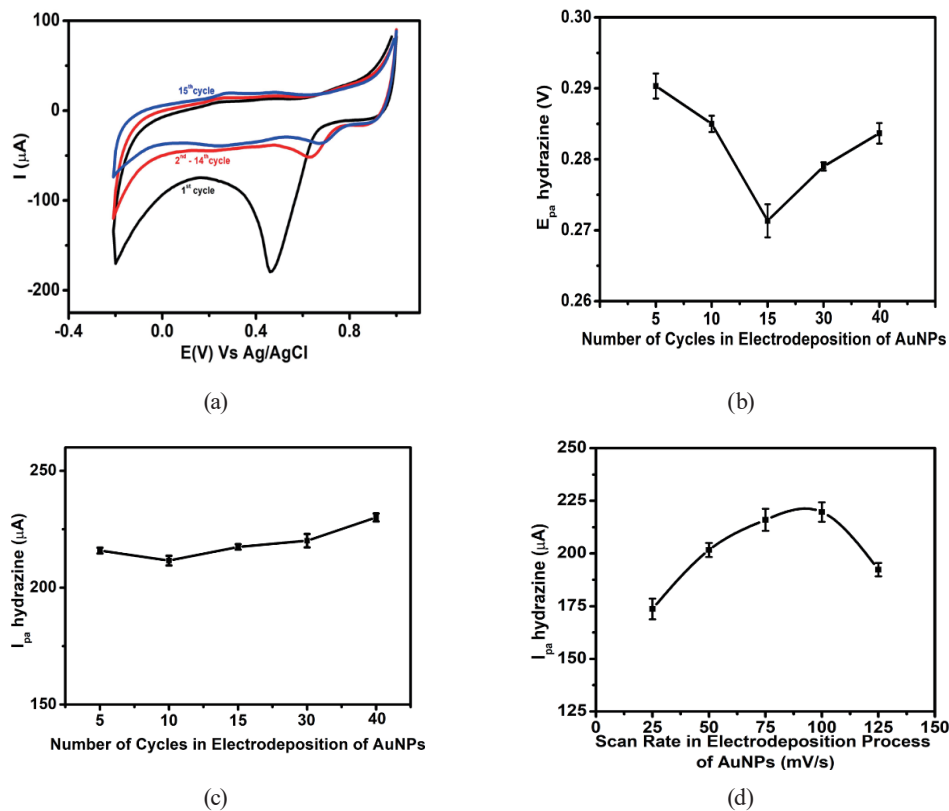 100
0
-100
-200
I (μA)
15th cycle
2nd - 14th cycle
1st cycle
-0.4
0.0
0.4
0.8
E(V) Vs Ag/AgCl
(a)
0.30
0.29
0.28
0.27
0.26
Epa hydrazine (V)
5
10
15
30
40
Number of Cycles in Electrodeposition of AuNPs
(b)
250
200
150
Ipa hydrazine (μA)
5
10
15
30
40
Number of Cycles in Electrodeposition of AuNPs
(c)
250
225
200
175
150
125
Ipa hydrazine (μA)
0
25
50
75
100
125
150
Scan Rate in Electrodeposition Process
of AuNPs (mV/s)
(d)